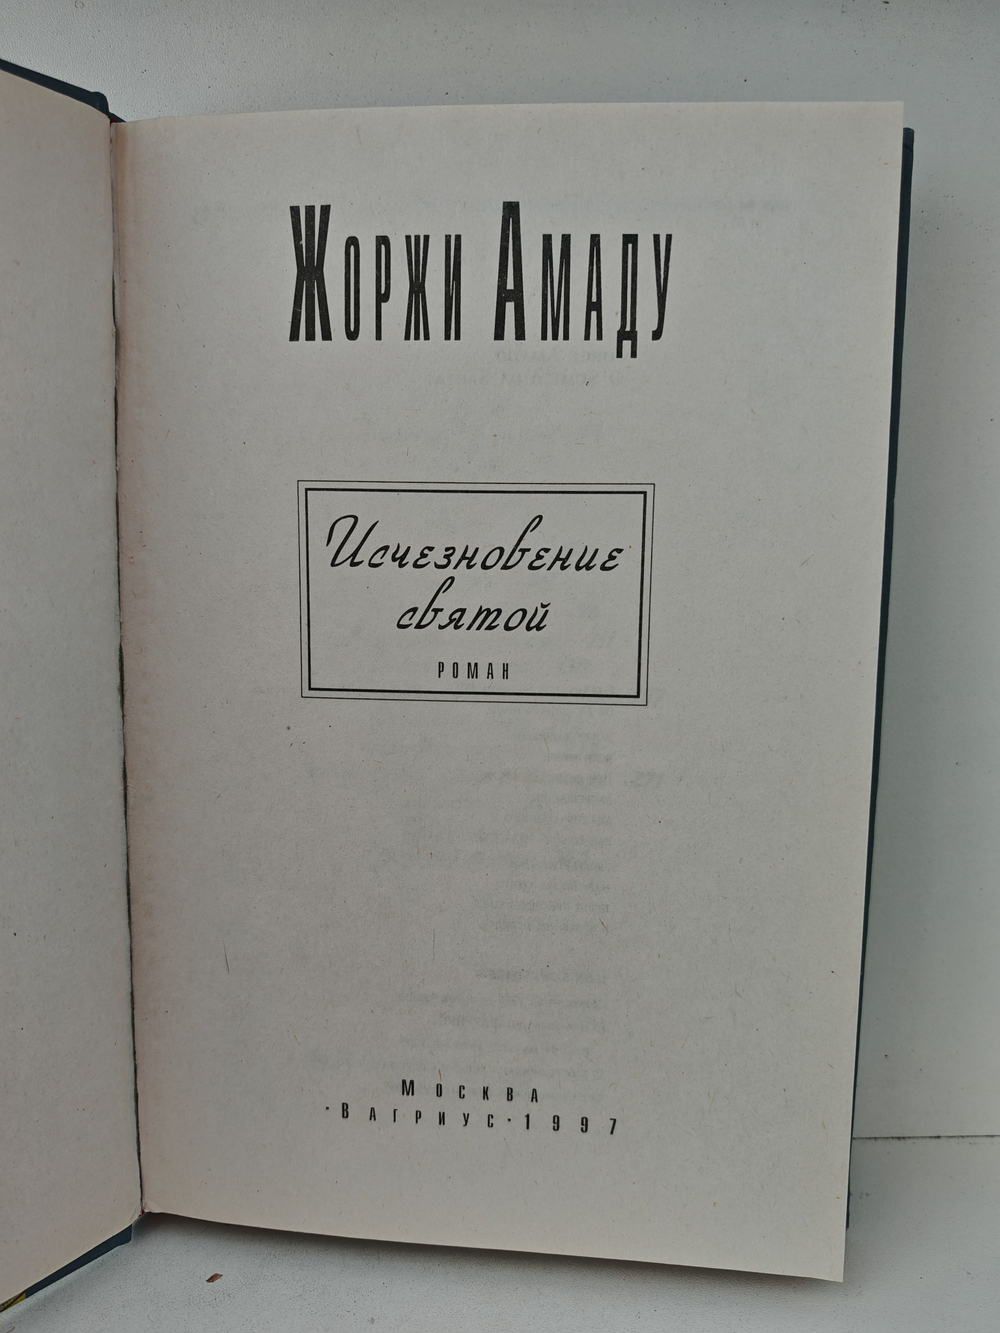 Жоржи Амаду
Исчезновение
святой
роман
Москва
·Вагриус·1997